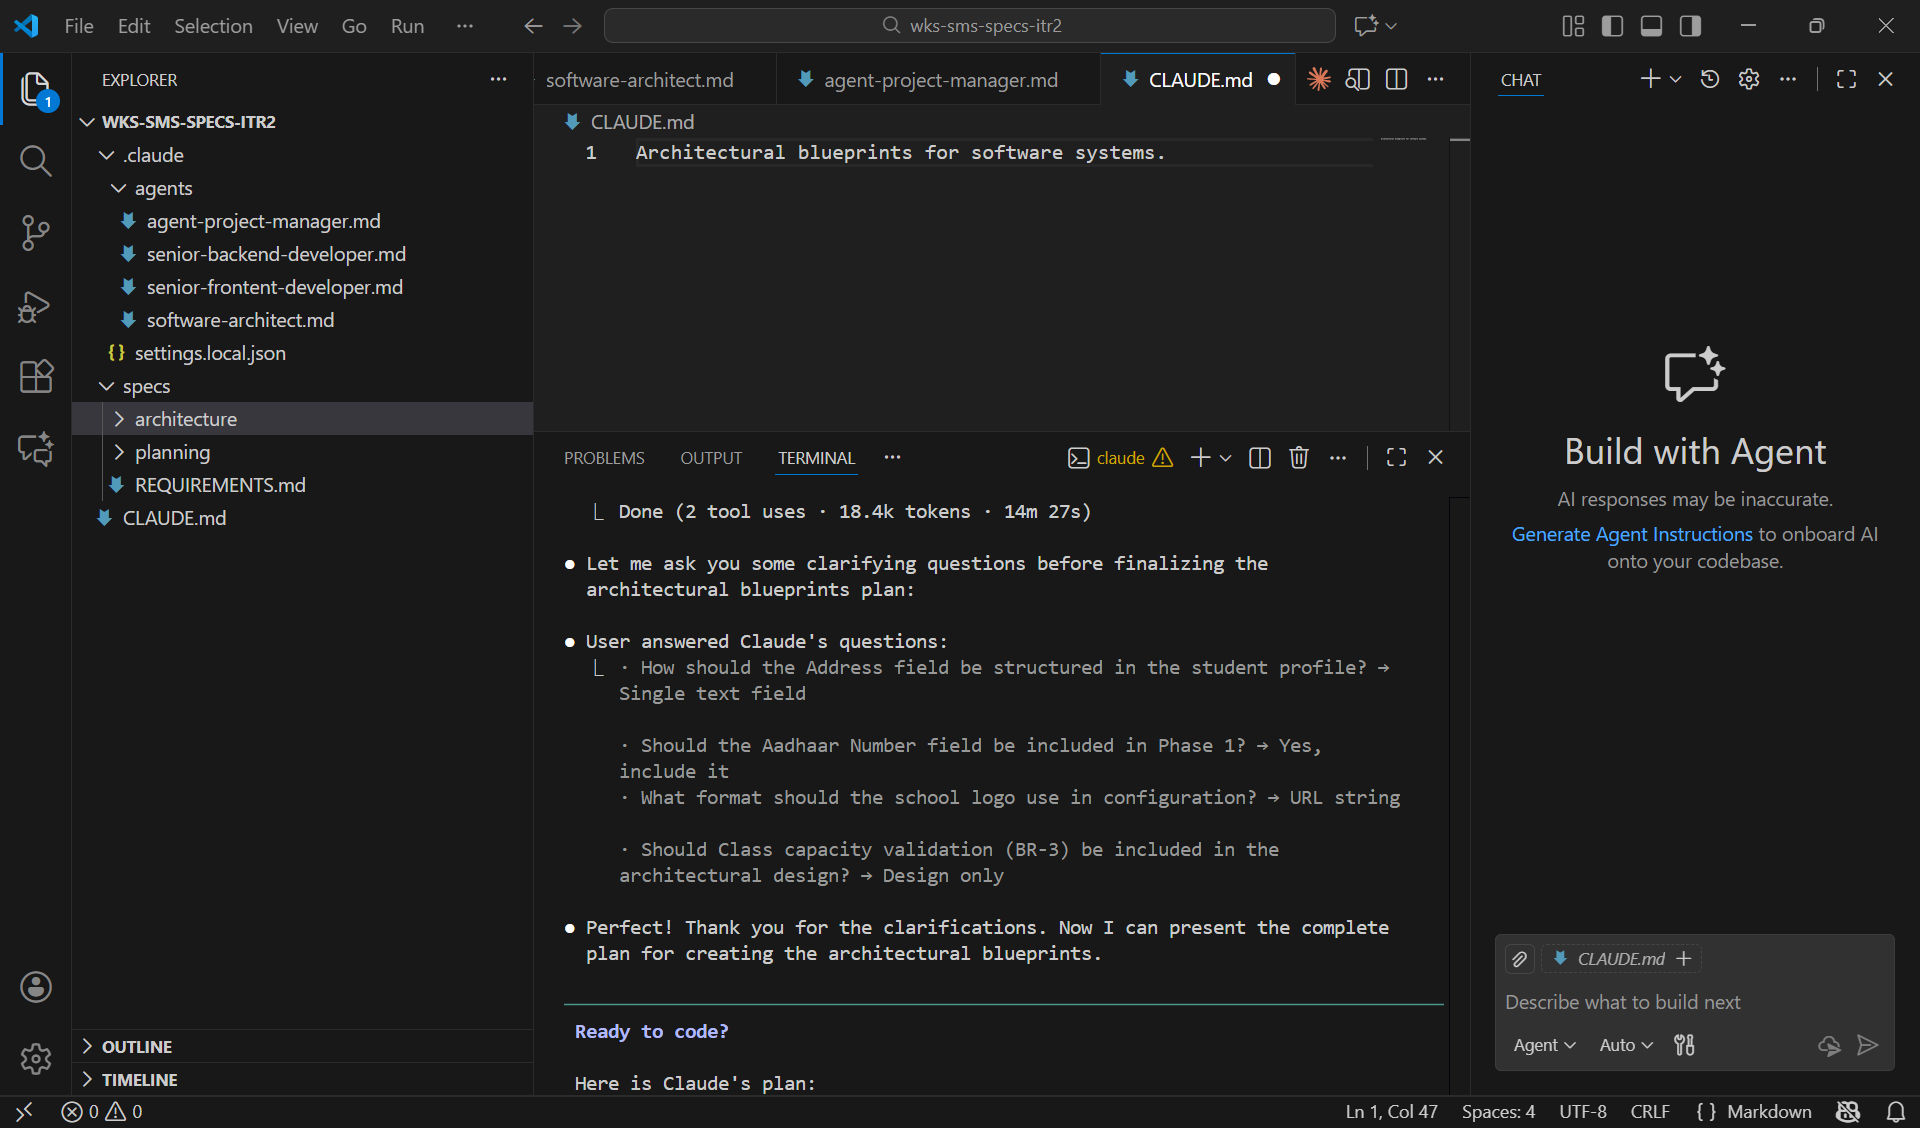 File Edit Selection View Go Run
wks-sms-specs-itr2
1
EXPLORER
WKS-SMS-SPECS-ITR2
.claude
agents
agent-project-manager.md
senior-backend-developer.md
senior-frontent-developer.md
software-architect.md
{} settings.local.json
specs
architecture
planning
REQUIREMENTS.md
CLAUDE.md
OUTLINE
TIMELINE
software-architect.md
agent-project-manager.md
CLAUDE.md
CLAUDE.md
1 Architectural blueprints for software systems.
PROBLEMS OUTPUT TERMINAL
claude
Done (2 tool uses · 18.4k tokens · 14m 27s)
● Let me ask you some clarifying questions before finalizing the
architectural blueprints plan:
● User answered Claude's questions:
· How should the Address field be structured in the student profile? →
Single text field
· Should the Aadhaar Number field be included in Phase 1? → Yes,
include it
· What format should the school logo use in configuration? → URL string
· Should Class capacity validation (BR-3) be included in the
architectural design? → Design only
● Perfect! Thank you for the clarifications. Now I can present the complete
plan for creating the architectural blueprints.
Ready to code?
Here is Claude's plan:
CHAT
Build with Agent
AI responses may be inaccurate.
Generate Agent Instructions to onboard AI
onto your codebase.
CLAUDE.md
Describe what to build next
Agent Auto
0 0
Ln 1, Col 47 Spaces: 4 UTF-8 CRLF {} Markdown